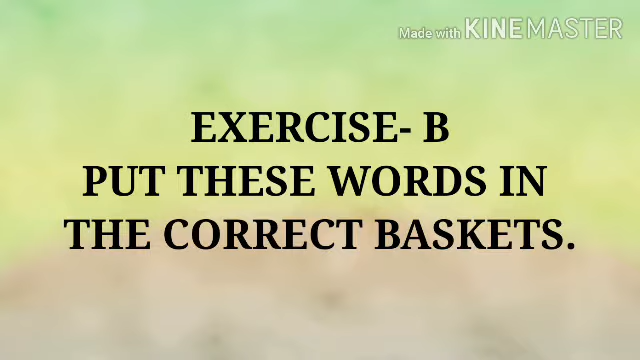 Made with KINEMASTER
EXERCISE- B
PUT THESE WORDS IN
THE CORRECT BASKETS.